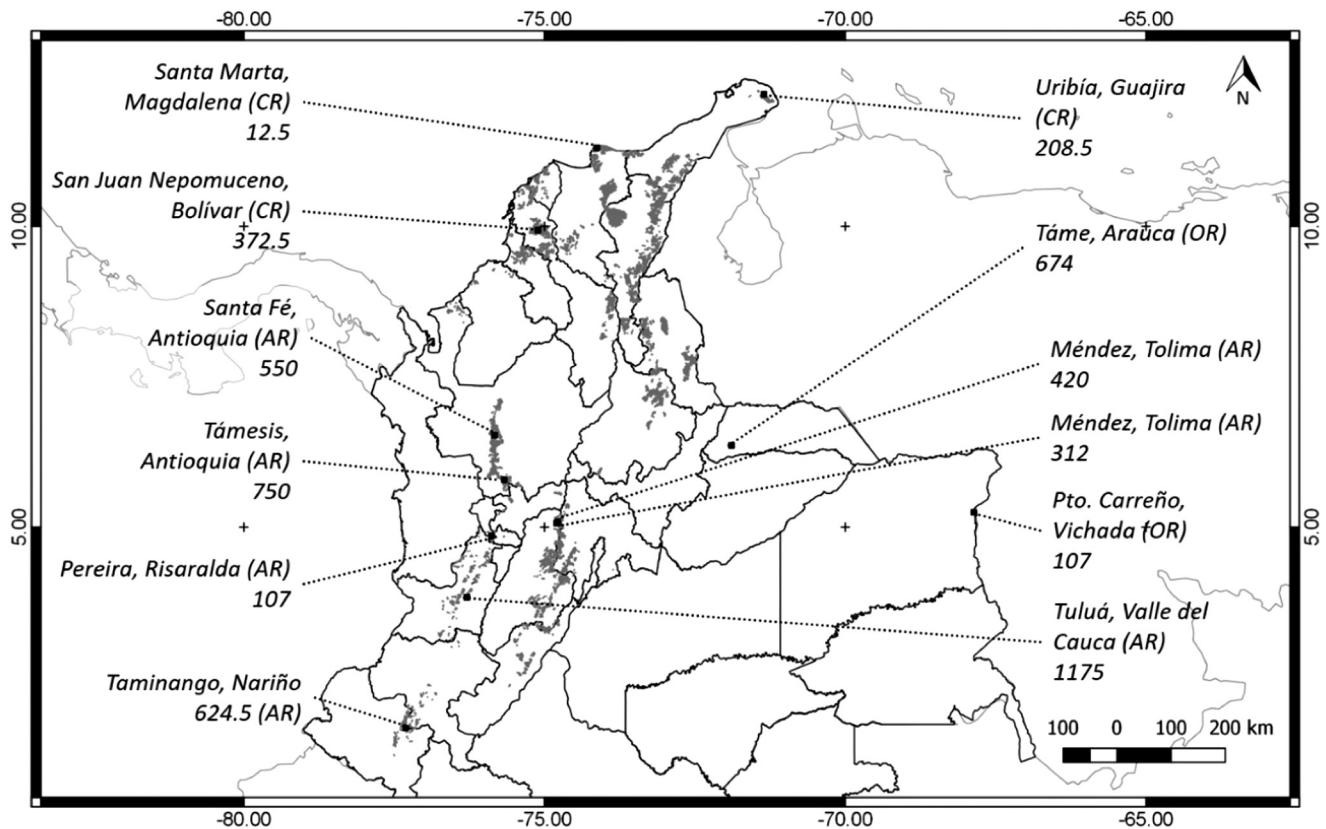 -80.00
-75.00
-70.00
-65.00
Santa Marta,
Magdalena (CR)
12.5
San Juan Nepomuceno,
Bolívar (CR)
372.5
Santa Fé,
Antioquia (AR)
550
Támesis,
Antioquia (AR)
750
Pereira, Risaralda (AR)
107
Taminango, Nariño
624.5 (AR)
Uribía, Guajira
(CR)
208.5
N
Táme, Araúca (OR)
674
Méndez, Tolima (AR)
420
Méndez, Tolima (AR)
312
Pto. Carreño,
Vichada (OR)
107
Tuluá, Valle del
Cauca (AR)
1175
100 0 100 200 km
10.00
5.00
10.00
5.00
-80.00
-75.00
-70.00
-65.00